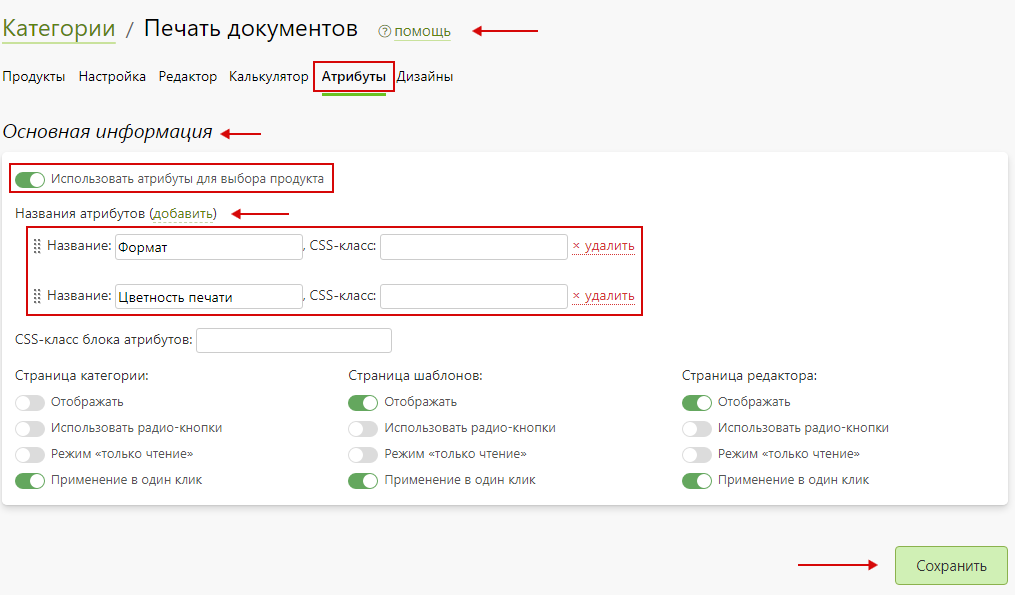 Категории / Печать документов ? помощь
Продукты Настройка Редактор Калькулятор Атрибуты Дизайны
Основная информация
Использовать атрибуты для выбора продукта
Названия атрибутов (добавить)
Название: Формат , CSS-класс: × удалить
Название: Цветность печати , CSS-класс: × удалить
CSS-класс блока атрибутов:
Страница категории: Страница шаблонов: Страница редактора:
Отображать Отображать Отображать
Использовать радио-кнопки Использовать радио-кнопки Использовать радио-кнопки
Режим «только чтение» Режим «только чтение» Режим «только чтение»
Применение в один клик Применение в один клик Применение в один клик
Сохранить